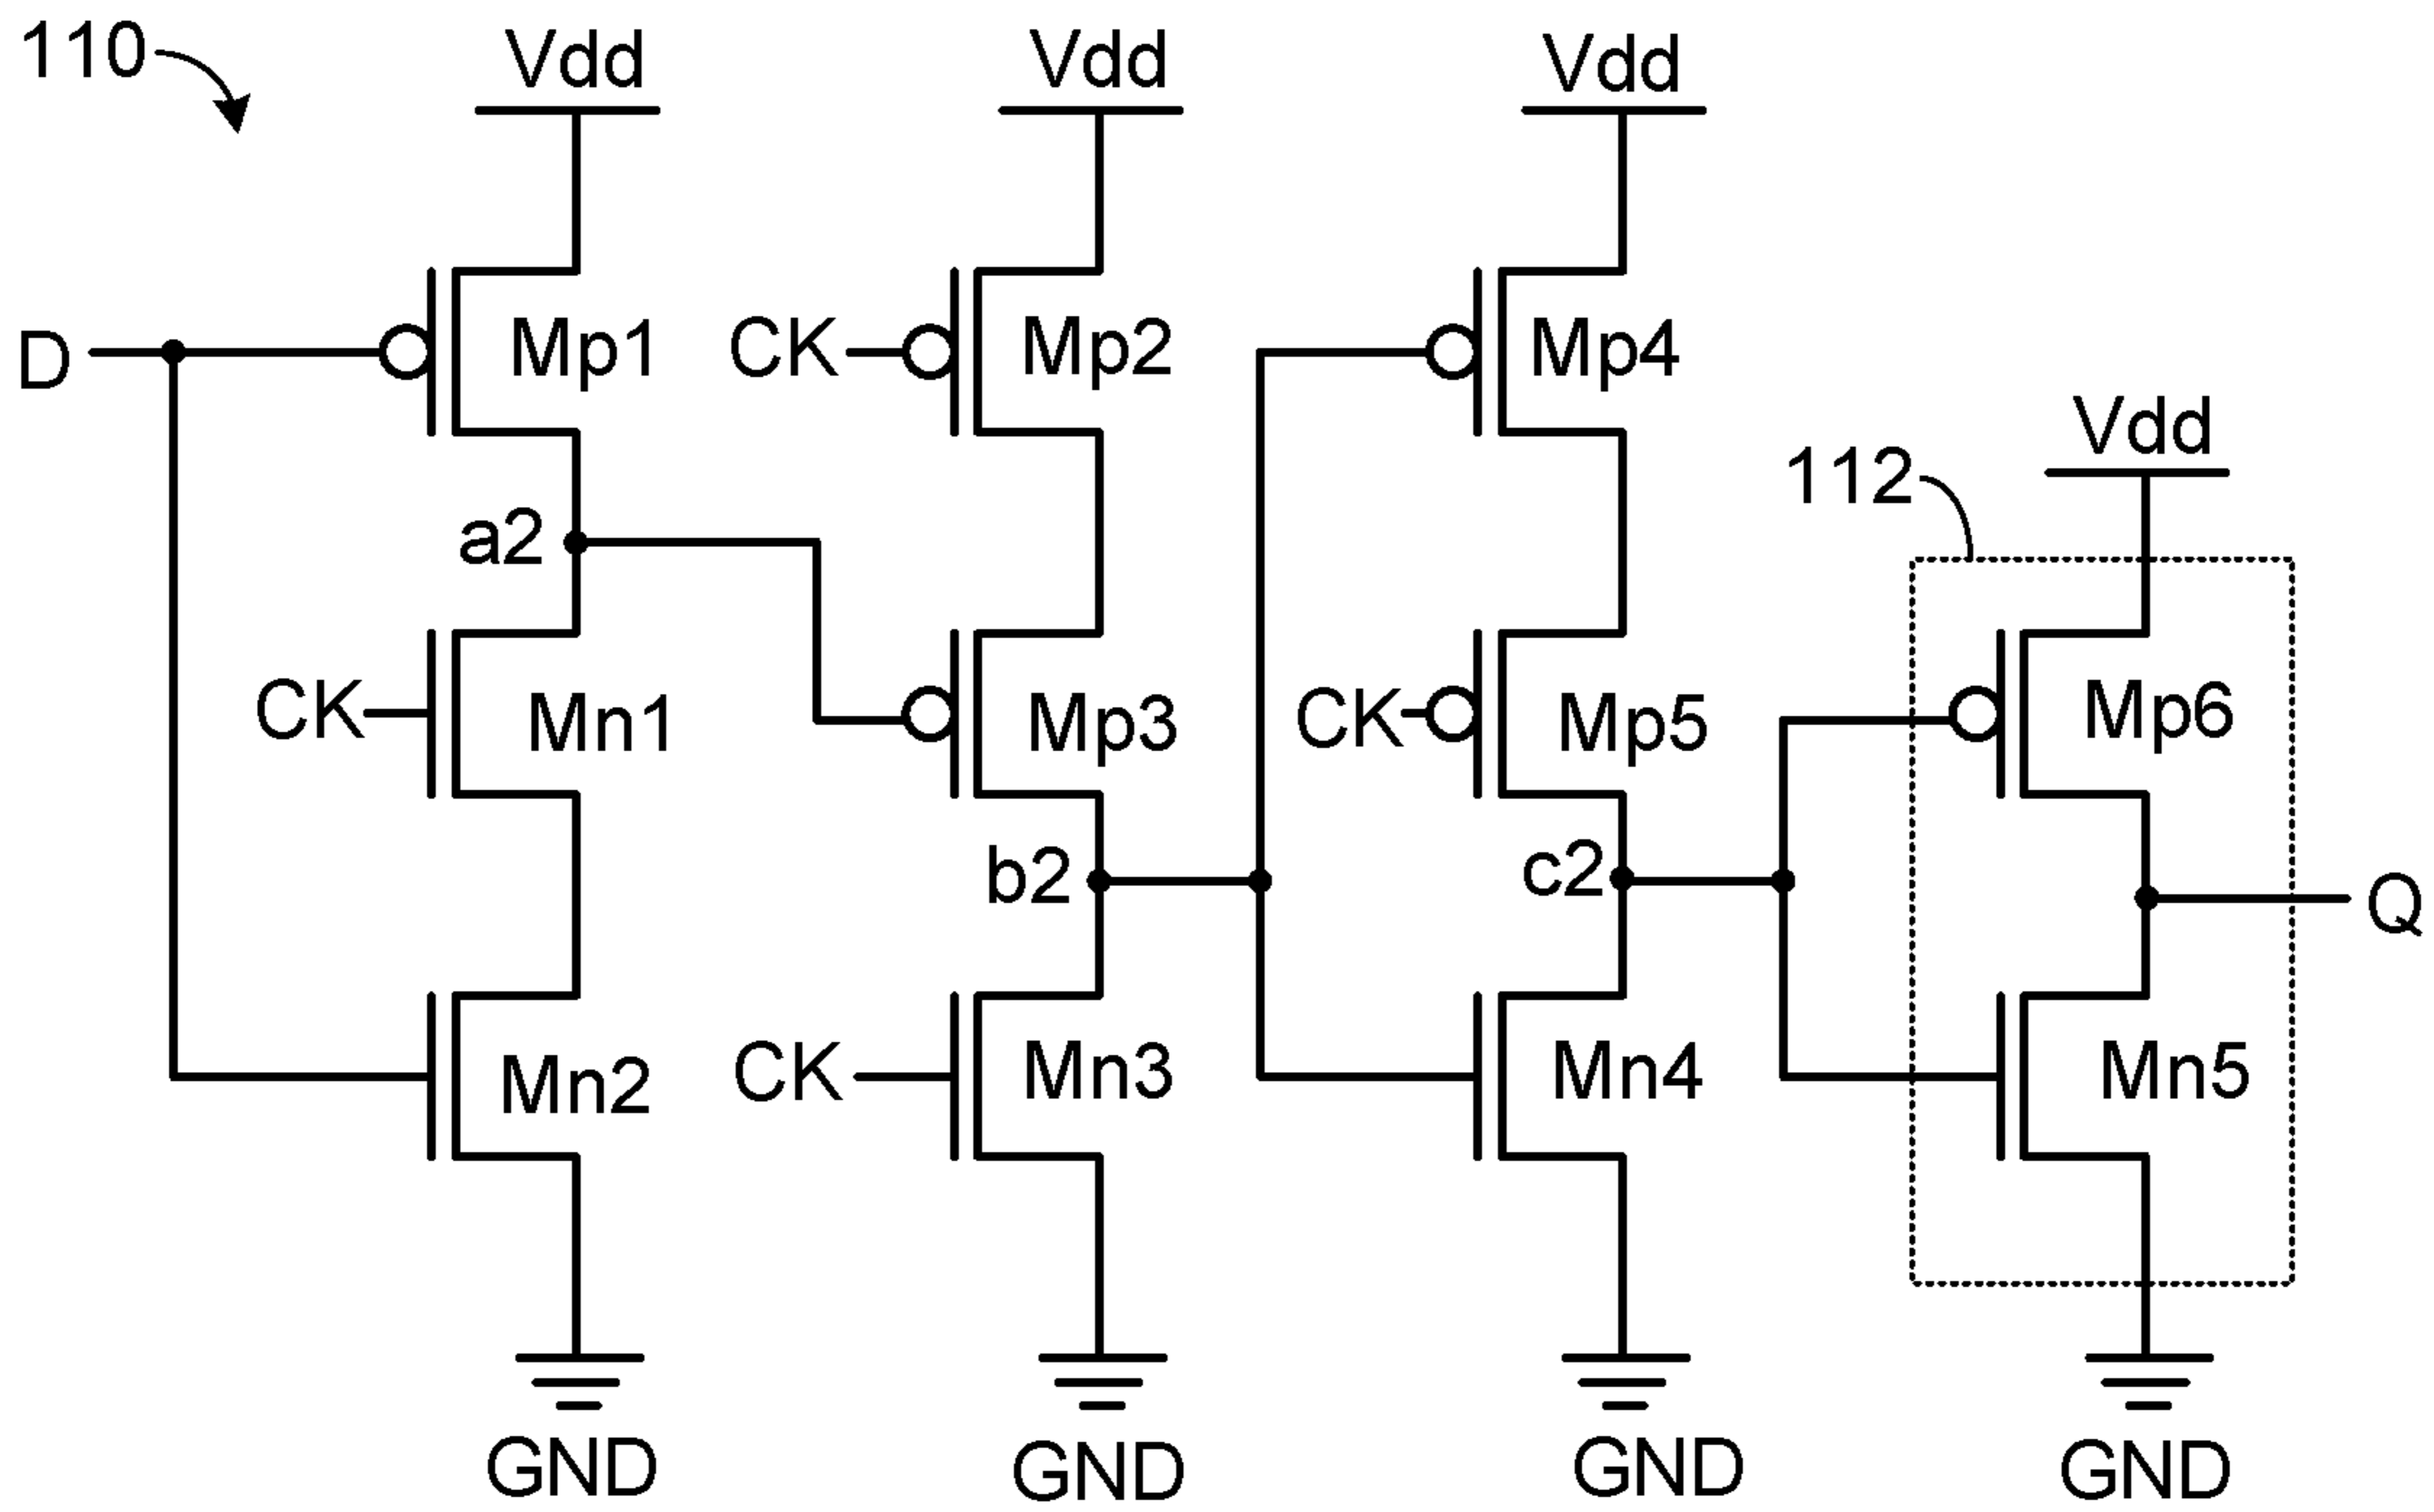 110
Vdd
Vdd
Vdd
D
Mp1
CK
Mp2
Mp4
Vdd
112
a2
CK
Mn1
Mp3
CK
Mp5
Mp6
b2
c2
Q
Mn2
CK
Mn3
Mn4
Mn5
GND
GND
GND
GND